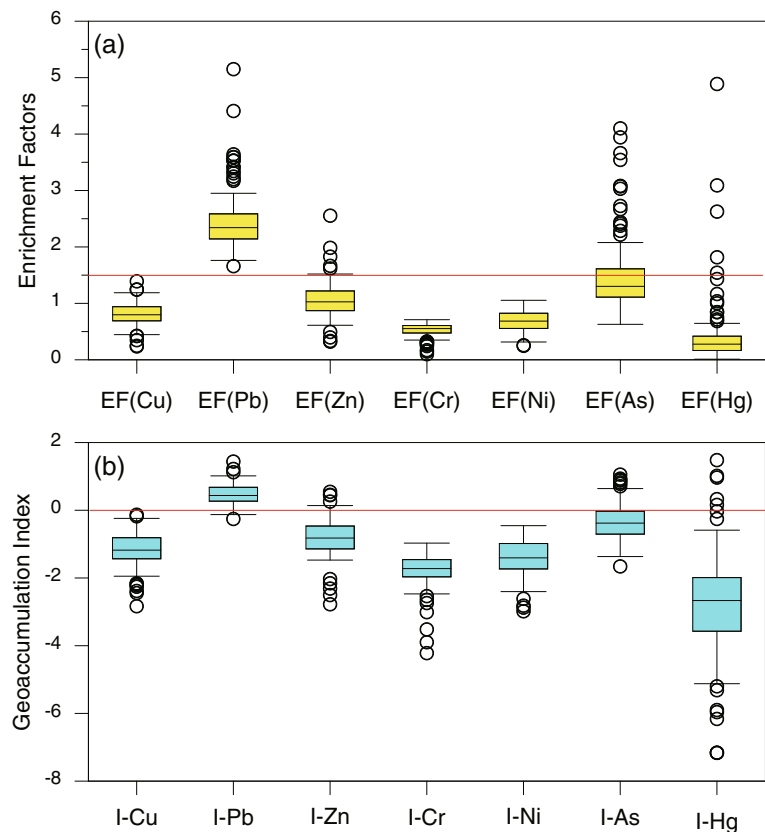 6
(a)
5
4
3
2
1
0
Enrichment Factors
EF(Cu) EF(Pb) EF(Zn) EF(Cr) EF(Ni) EF(As) EF(Hg)
2
(b)
0
-2
-4
-6
-8
Geoaccumulation Index
I-Cu I-Pb I-Zn I-Cr I-Ni I-As I-Hg